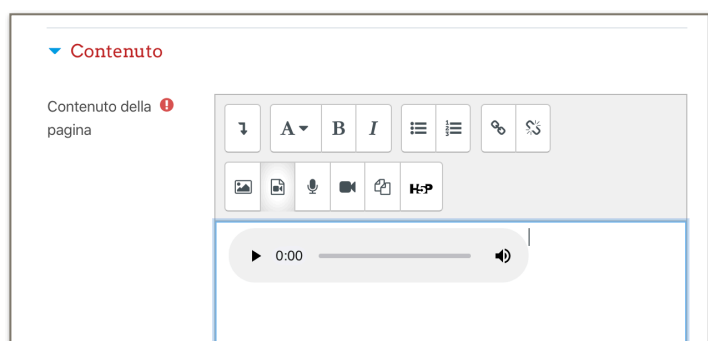 Contenuto
Contenuto della
pagina
A B I
H5P
0:00